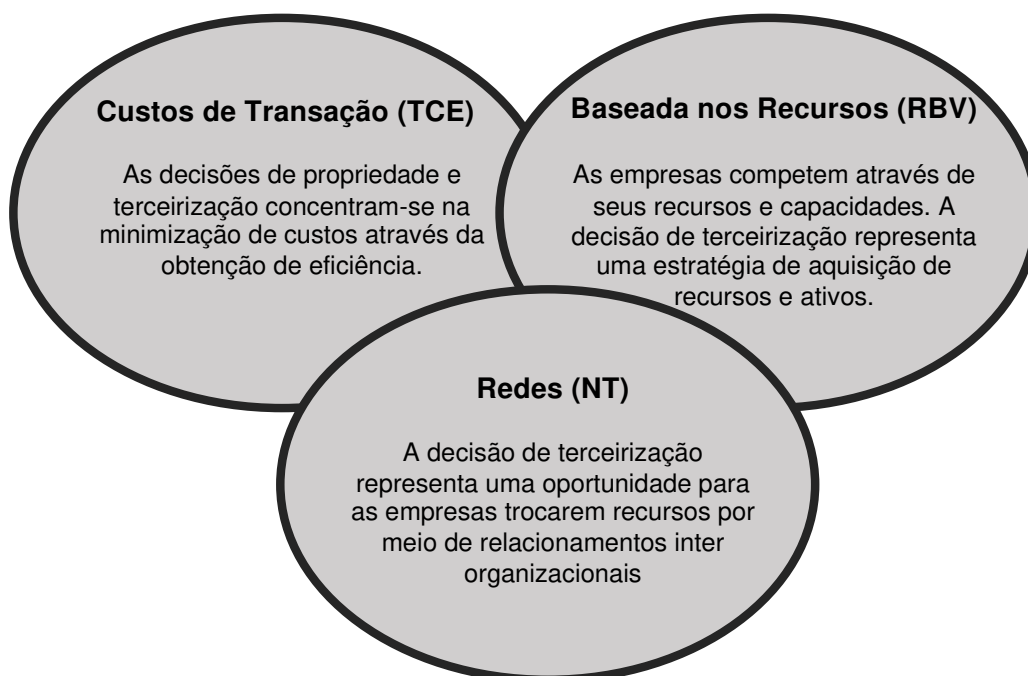 Custos de Transação (TCE)
As decisões de propriedade e
terceirização concentram-se na
minimização de custos através da
obtenção de eficiência.
Baseada nos Recursos (RBV)
As empresas competem através de
seus recursos e capacidades. A
decisão de terceirização representa
uma estratégia de aquisição de
recursos e ativos.
Redes (NT)
A decisão de terceirização
representa uma oportunidade para
as empresas trocarem recursos por
meio de relacionamentos inter
organizacionais